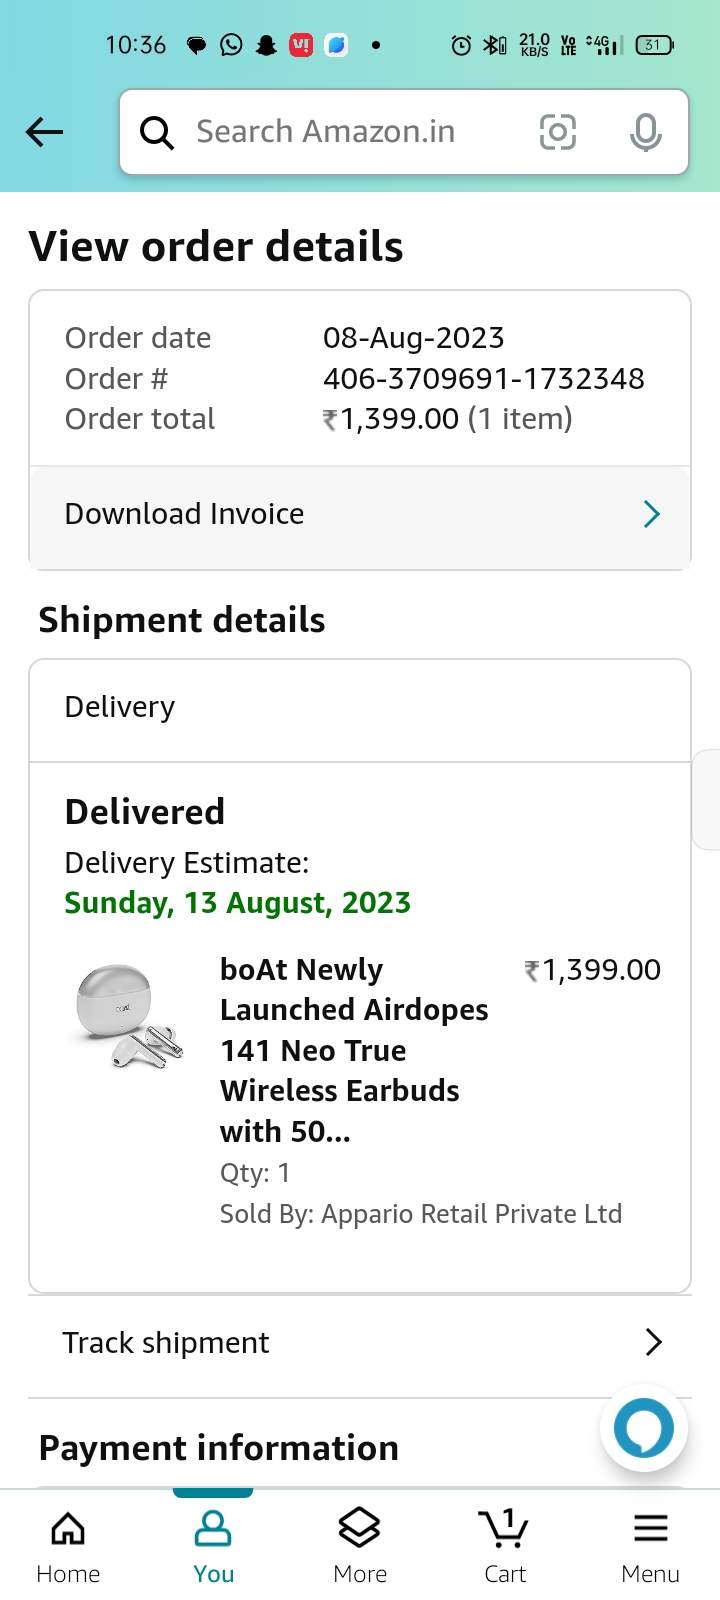 10:36
21.0 KB/S
Vo LTE
4G
31
Search Amazon.in
View order details
Order date 08-Aug-2023
Order # 406-3709691-1732348
Order total ₹1,399.00 (1 item)
Download Invoice
Shipment details
Delivery
Delivered
Delivery Estimate:
Sunday, 13 August, 2023
boAt Newly ₹1,399.00
Launched Airdopes
141 Neo True
Wireless Earbuds
with 50...
Qty: 1
Sold By: Appario Retail Private Ltd
Track shipment
Payment information
1
Home You More Cart Menu